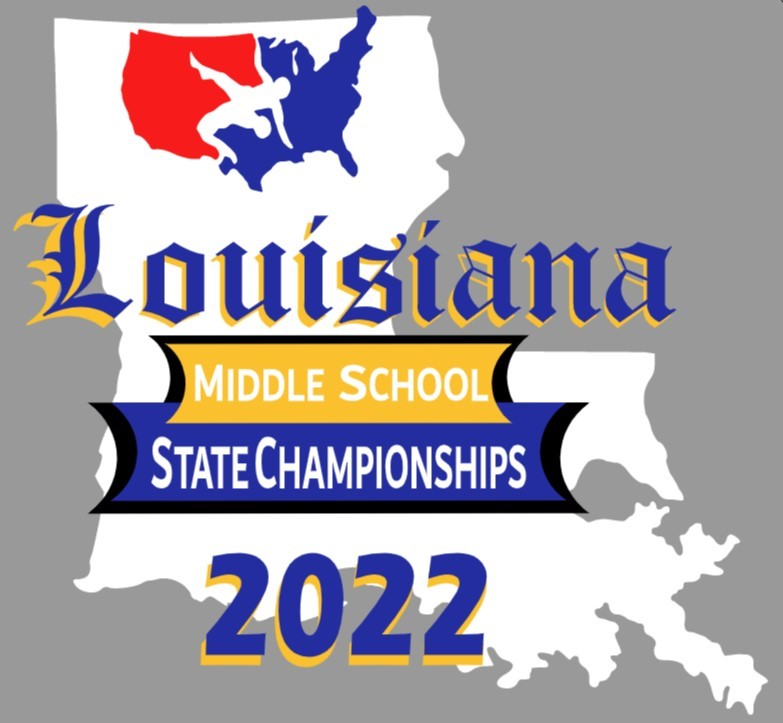 Louisiana
MIDDLE SCHOOL
STATE CHAMPIONSHIPS
2022